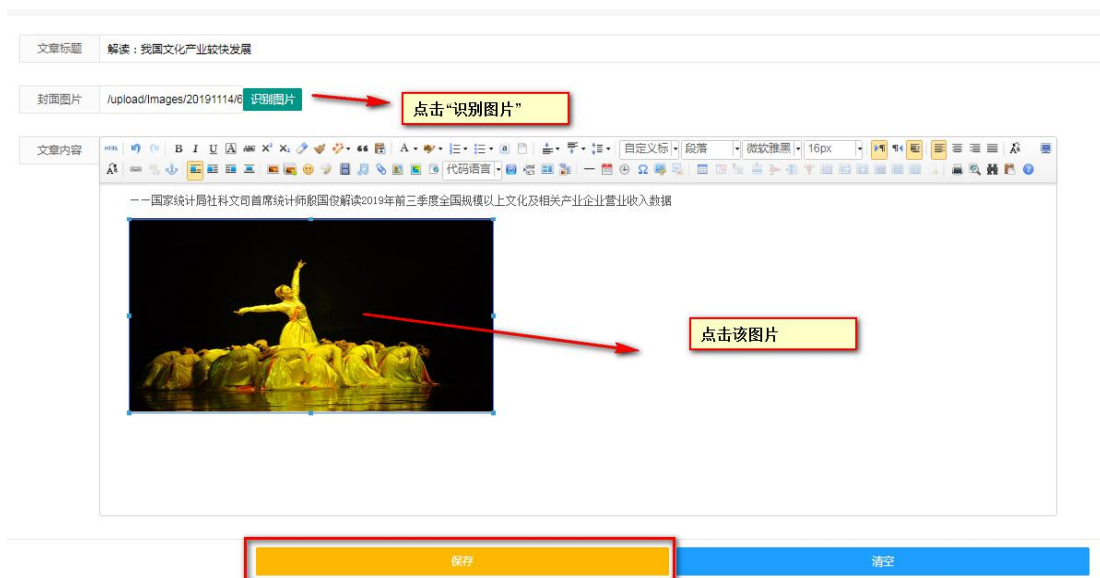 文章标题 解读：我国文化产业较快发展
封面图片 /upload/Images/20191114/6 识别图片
点击“识别图片”
文章内容 HTML B I U A ABC X² X₂ 自定义标 段落 微软雅黑 16px
代码语言
——国家统计局社科文司首席统计师殷国俊解读2019年前三季度全国规模以上文化及相关产业企业营业收入数据
点击该图片
保存 清空